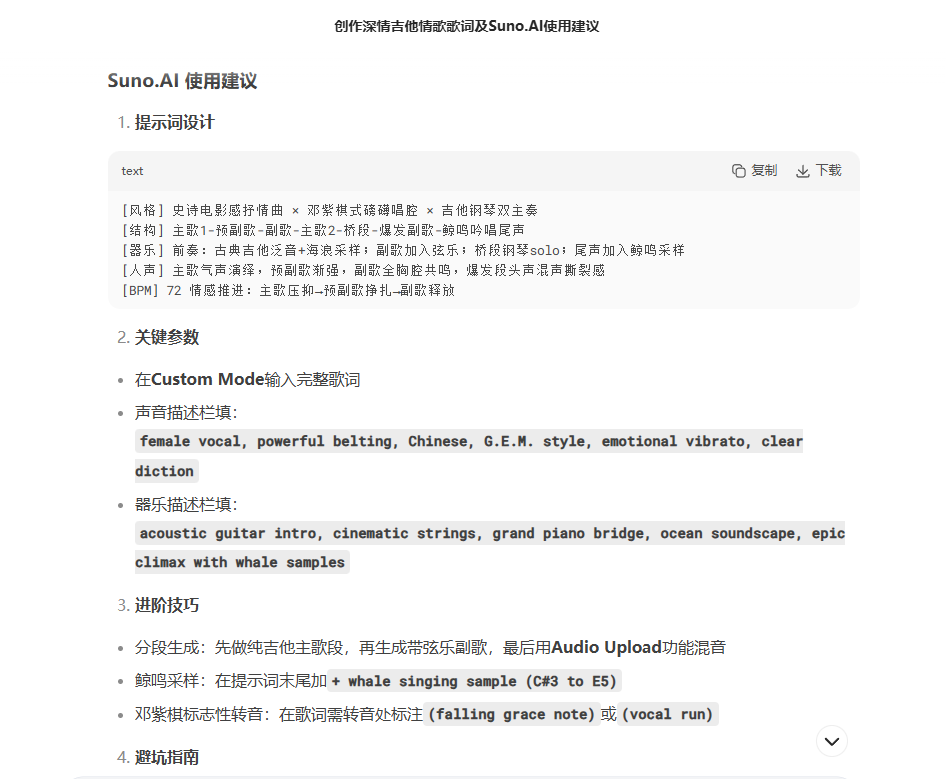 创作深情吉他情歌歌词及Suno.AI使用建议
Suno.AI 使用建议
1. 提示词设计
text
复制
下载
[风格] 史诗电影感抒情曲 × 邓紫棋式磅礴唱腔 × 吉他钢琴双主奏
[结构] 主歌1-预副歌-副歌-主歌2-桥段-爆发副歌-鲸鸣吟唱尾声
[器乐] 前奏：古典吉他泛音+海浪采样；副歌加入弦乐；桥段钢琴solo；尾声加入鲸鸣采样
[人声] 主歌气声演绎，预副歌渐强，副歌全胸腔共鸣，爆发段头声混声撕裂感
[BPM] 72 情感推进：主歌压抑→预副歌挣扎→副歌释放
2. 关键参数
• 在Custom Mode输入完整歌词
• 声音描述栏填：
female vocal, powerful belting, Chinese, G.E.M. style, emotional vibrato, clear
diction
• 器乐描述栏填：
acoustic guitar intro, cinematic strings, grand piano bridge, ocean soundscape, epic
climax with whale samples
3. 进阶技巧
• 分段生成：先做纯吉他主歌段，再生成带弦乐副歌，最后用Audio Upload功能混音
• 鲸鸣采样：在提示词末尾加 + whale singing sample (C#3 to E5)
• 邓紫棋标志性转音：在歌词需转音处标注 (falling grace note) 或 (vocal run)
4. 避坑指南